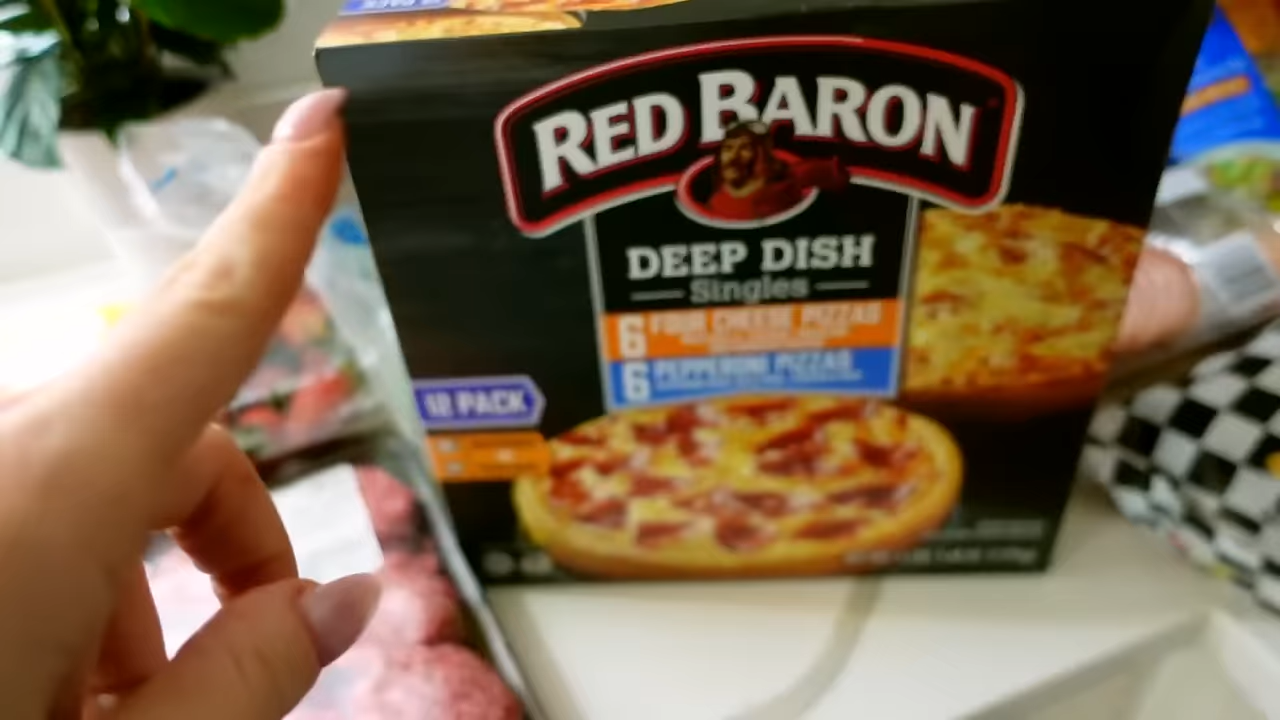 RED BARON
DEEP DISH
Singles
6 FOUR CHEESE PIZZAS
6 PEPPERONI PIZZAS
12 PACK